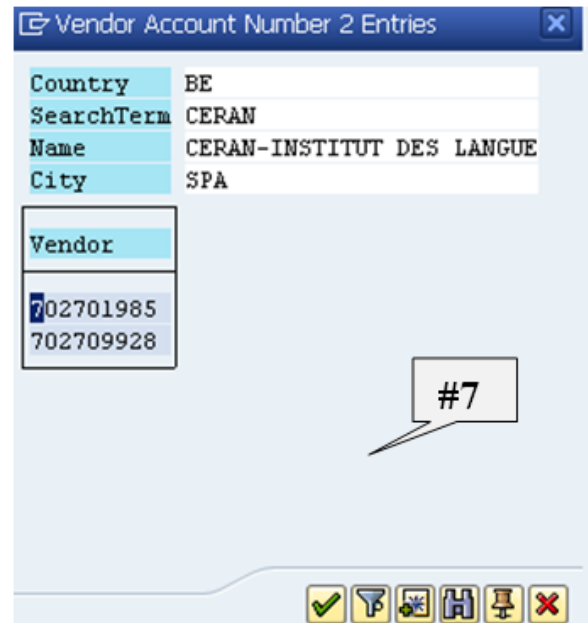 Vendor Account Number 2 Entries
Country BE
SearchTerm CERAN
Name CERAN-INSTITUT DES LANGUE
City SPA
Vendor
702701985
702709928
#7